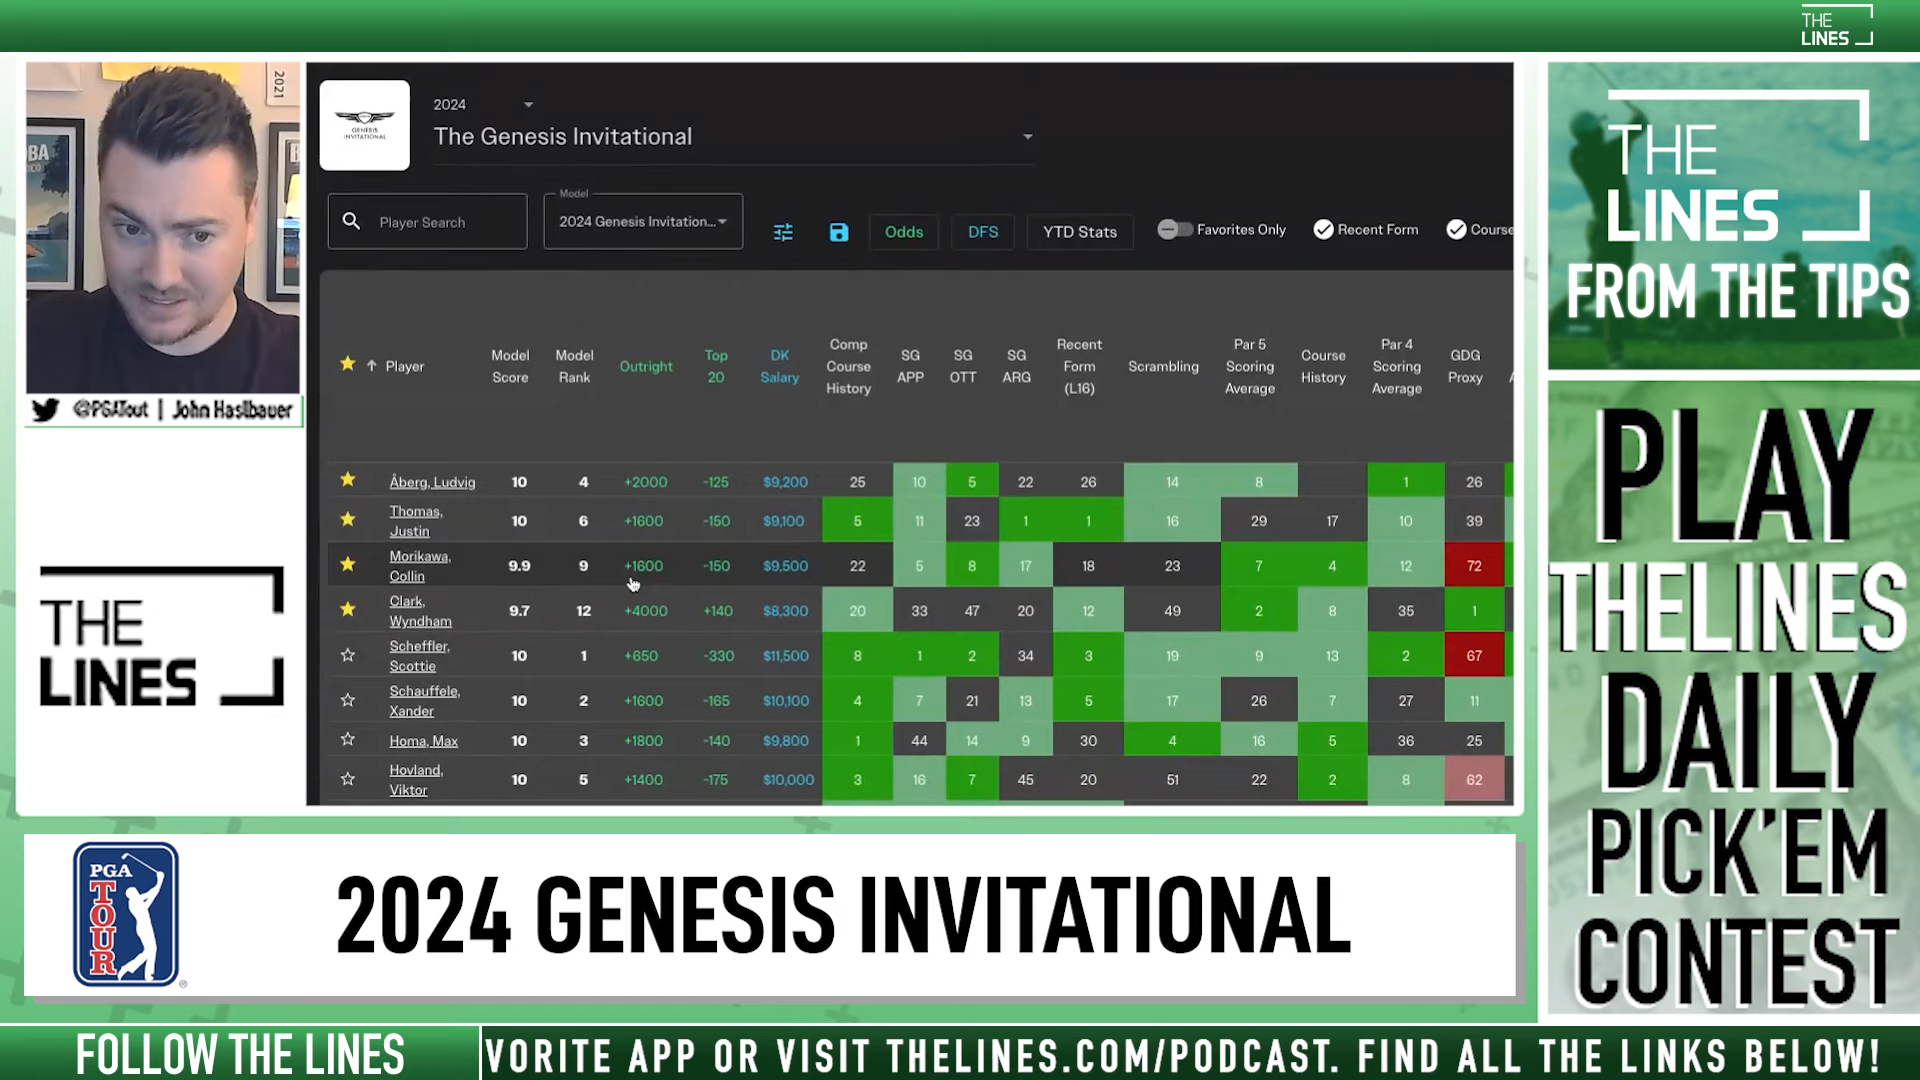 THE
LINES
2021
@PGATout | John Haslbauer
THE
LINES
GENESIS
INVITATIONAL
2024
The Genesis Invitational
Player Search
Model
2024 Genesis Invitation...
Odds
DFS
YTD Stats
Favorites Only
Recent Form
Course
Player
Model Score
Model Rank
Outright
Top 20
DK Salary
Comp Course History
SG APP
SG OTT
SG ARG
Recent Form (L16)
Scrambling
Par 5 Scoring Average
Course History
Par 4 Scoring Average
GDG Proxy
Åberg, Ludvig 10 4 +2000 -125 $9,200 25 10 5 22 26 14 8 1 26
Thomas, Justin 10 6 +1600 -150 $9,100 5 11 23 1 1 16 29 17 10 39
Morikawa, Collin 9.9 9 +1600 -150 $9,500 22 5 8 17 18 23 7 4 12 72
Clark, Wyndham 9.7 12 +4000 +140 $8,300 20 33 47 20 12 49 2 8 35 1
Scheffler, Scottie 10 1 +650 -330 $11,500 8 1 2 34 3 19 9 13 2 67
Schauffele, Xander 10 2 +1600 -165 $10,100 4 7 21 13 5 17 26 7 27 11
Homa, Max 10 3 +1800 -140 $9,800 1 44 14 9 30 4 16 5 36 25
Hovland, Viktor 10 5 +1400 -175 $10,000 3 16 7 45 20 51 22 2 8 62
THE
LINES
FROM THE TIPS
PLAY
THELINES
DAILY
PICK'EM
CONTEST
PGA
TOUR
®
2024 GENESIS INVITATIONAL
FOLLOW THE LINES
VORITE APP OR VISIT THELINES.COM/PODCAST. FIND ALL THE LINKS BELOW!